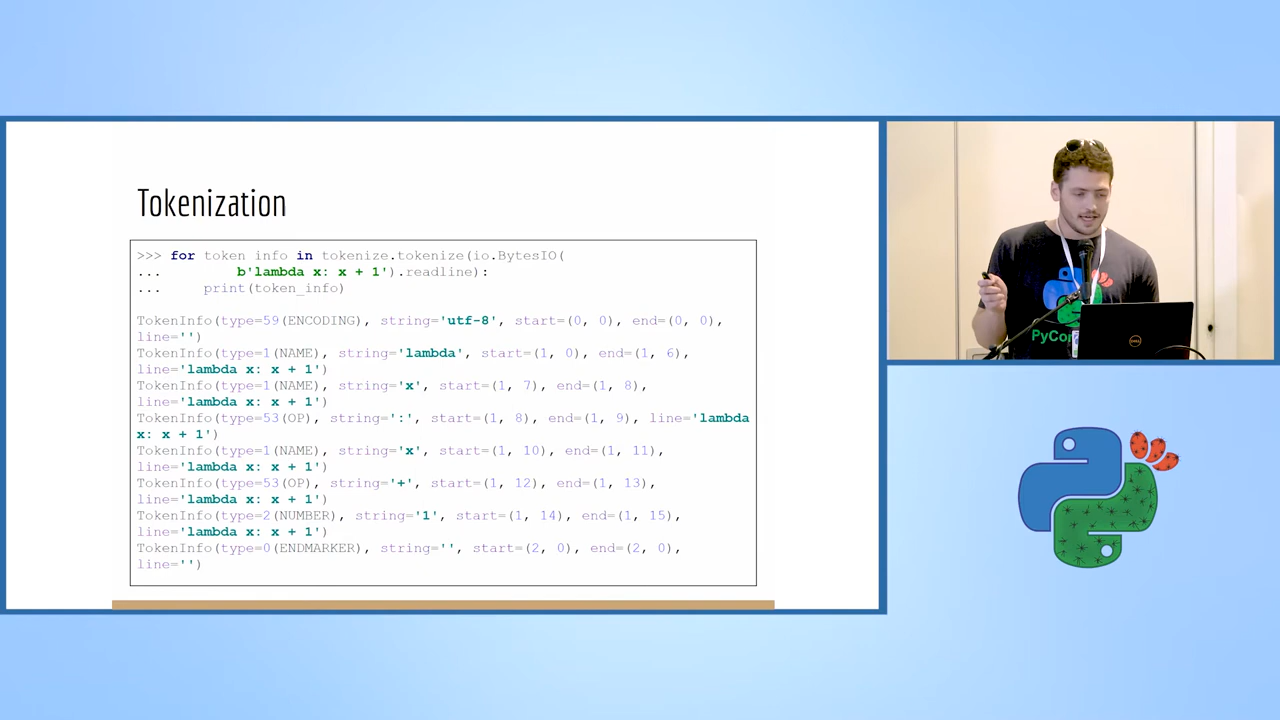 Tokenization
>>> for token info in tokenize.tokenize(io.BytesIO(
... b'lambda x: x + 1').readline):
... print(token_info)
TokenInfo(type=59(ENCODING), string='utf-8', start=(0, 0), end=(0, 0),
line='')
TokenInfo(type=1(NAME), string='lambda', start=(1, 0), end=(1, 6),
line='lambda x: x + 1')
TokenInfo(type=1(NAME), string='x', start=(1, 7), end=(1, 8),
line='lambda x: x + 1')
TokenInfo(type=53(OP), string=':', start=(1, 8), end=(1, 9), line='lambda
x: x + 1')
TokenInfo(type=1(NAME), string='x', start=(1, 10), end=(1, 11),
line='lambda x: x + 1')
TokenInfo(type=53(OP), string='+', start=(1, 12), end=(1, 13),
line='lambda x: x + 1')
TokenInfo(type=2(NUMBER), string='1', start=(1, 14), end=(1, 15),
line='lambda x: x + 1')
TokenInfo(type=0(ENDMARKER), string='', start=(2, 0), end=(2, 0),
line='')
PyCon
DELL